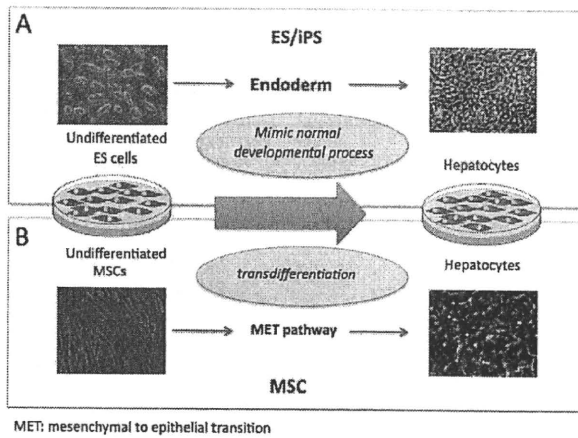 A
ES/iPS
Endoderm
Undifferentiated
ES cells
Mimic normal
developmental process
Hepatocytes
B
Undifferentiated
MSCs
transdifferentiation
Hepatocytes
MET pathway
MSC
MET: mesenchymal to epithelial transition